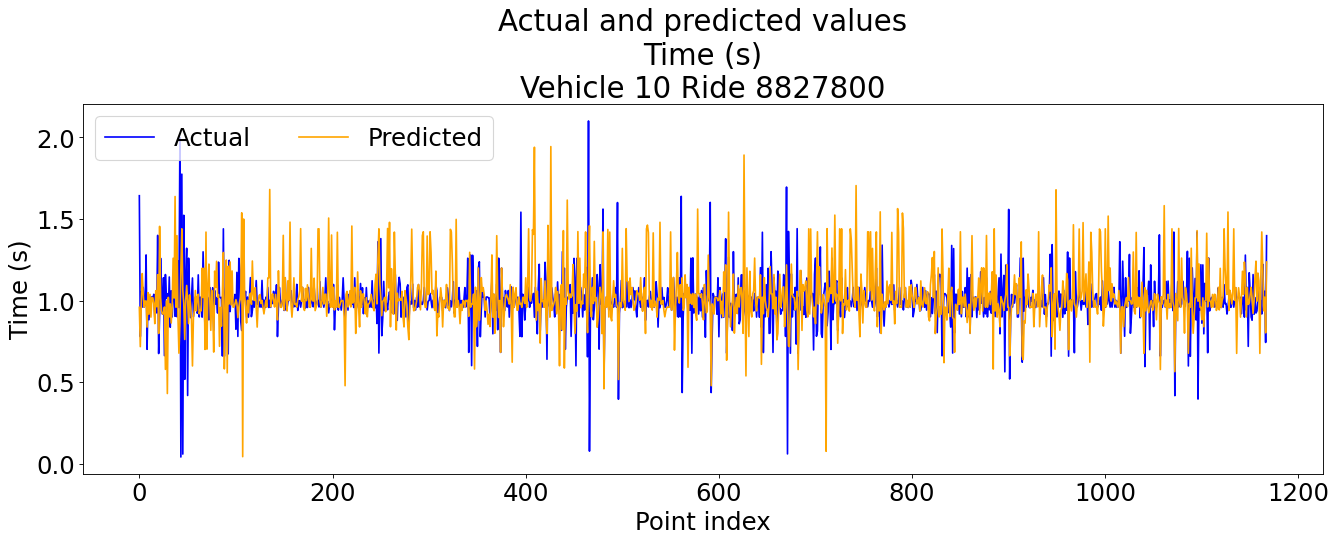 Actual and predicted values
Time (s)
Vehicle 10 Ride 8827800
Actual
Predicted
Time (s)
2.0
1.5
1.0
0.5
0.0
0
200
400
600
800
1000
1200
Point index